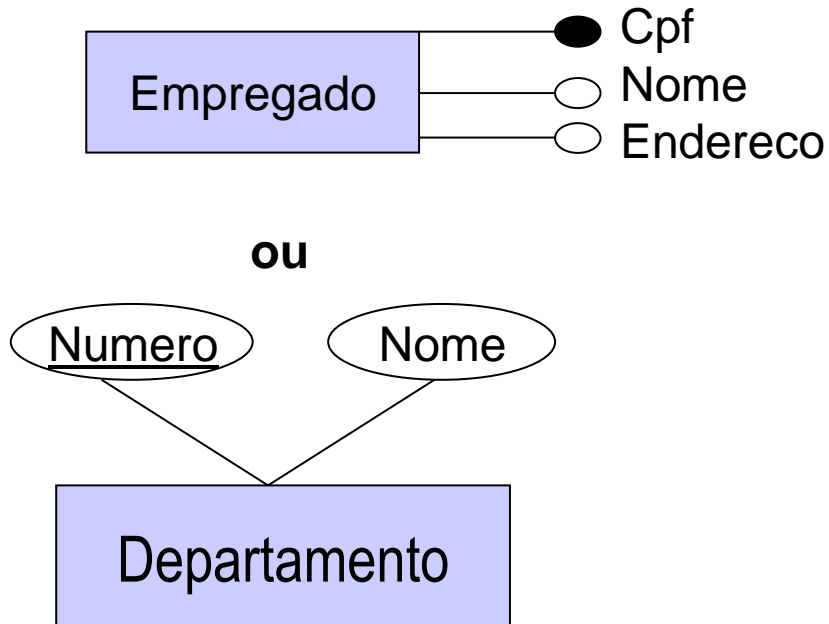 Cpf
Empregado
Nome
Endereco
ou
Numero Nome
Departamento